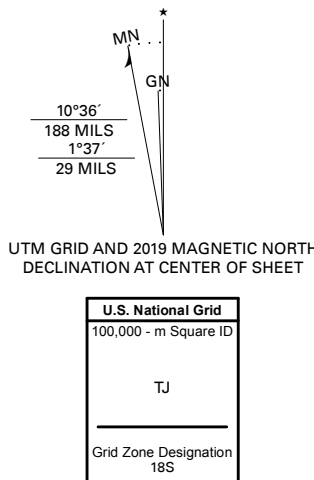 ★
MN
GN
10°36´
188 MILS
1°37´
29 MILS
UTM GRID AND 2019 MAGNETIC NORTH
DECLINATION AT CENTER OF SHEET
U.S. National Grid
100,000 - m Square ID
TJ
Grid Zone Designation
18S